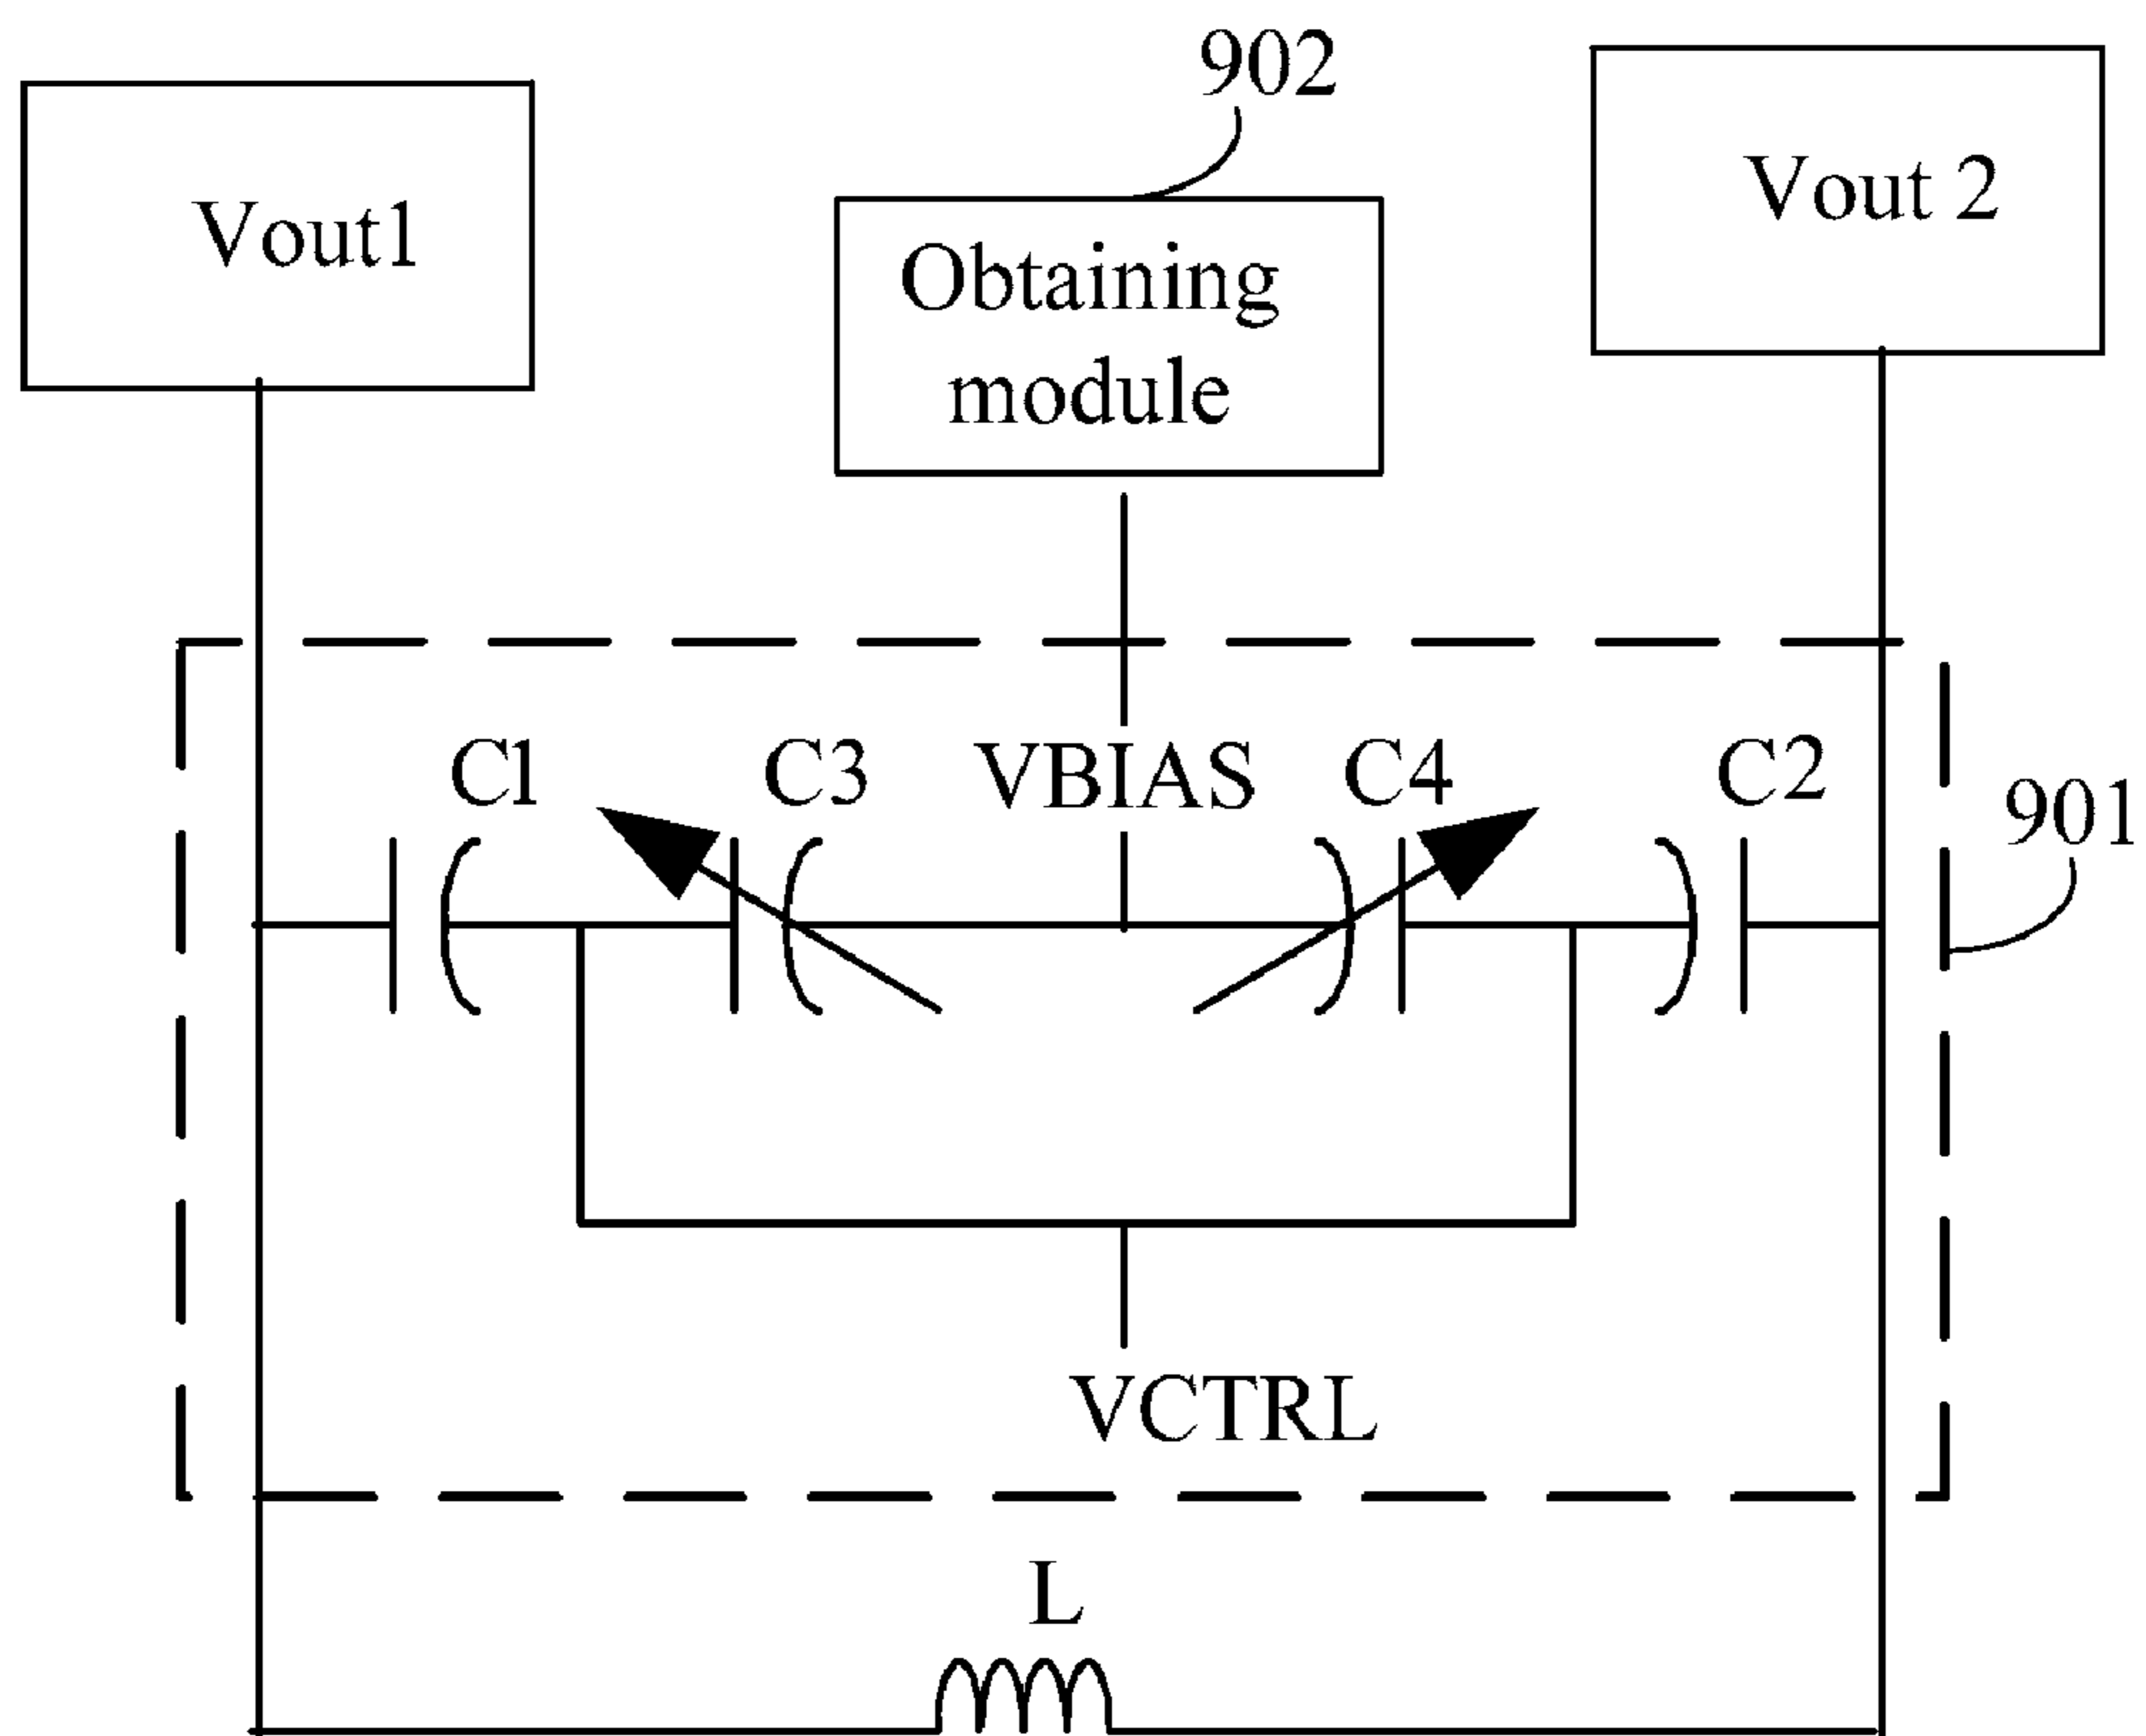 902
Vout1
Obtaining
module
Vout 2
C1
C3
VBIAS
C4
C2
901
VCTRL
L